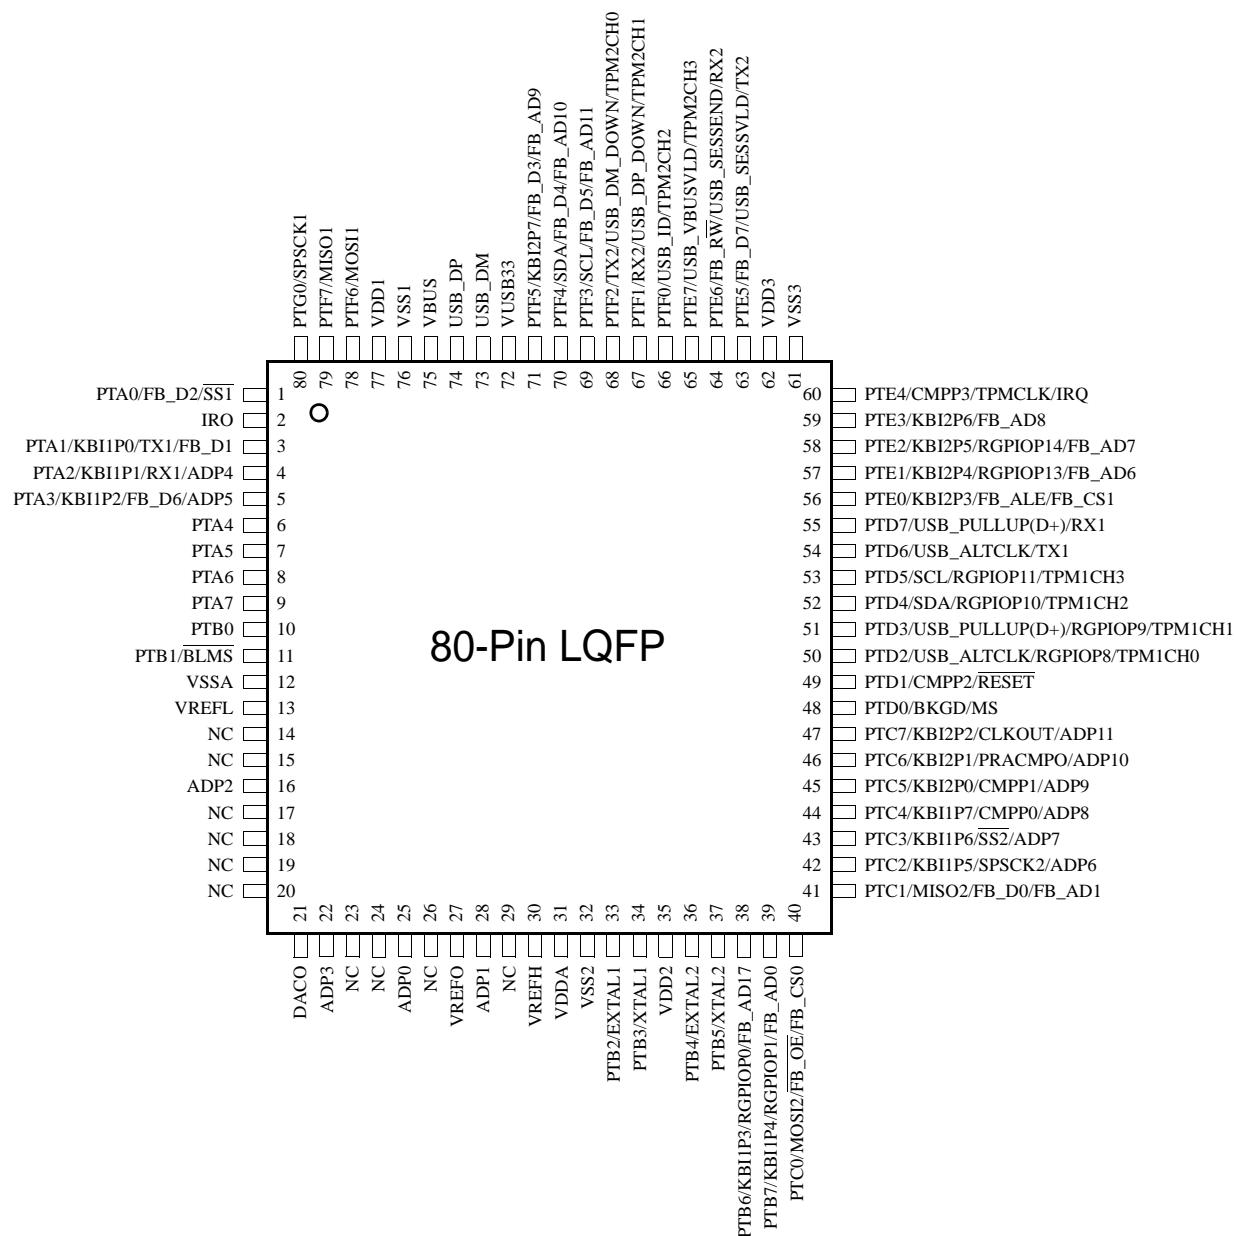 PTG0/SPSCK1
PTF7/MISO1
PTF6/MOSI1
VDD1
VSS1
VBUS
USB_DP
USB_DM
VUSB33
PTF5/KBI2P7/FB_D3/FB_AD9
PTF4/SDA/FB_D4/FB_AD10
PTF3/SCL/FB_D5/FB_AD11
PTF2/TX2/USB_DM_DOWN/TPM2CH0
PTF1/RX2/USB_DP_DOWN/TPM2CH1
PTF0/USB_ID/TPM2CH2
PTE7/USB_VBUSVLD/TPM2CH3
PTE6/FB_RW/USB_SESSEND/RX2
PTE5/FB_D7/USB_SESSVLD/TX2
VDD3
VSS3
80
79
78
77
76
75
74
73
72
71
70
69
68
67
66
65
64
63
62
61
PTA0/FB_D2/SS1 1
IRO 2
PTA1/KBI1P0/TX1/FB_D1 3
PTA2/KBI1P1/RX1/ADP4 4
PTA3/KBI1P2/FB_D6/ADP5 5
PTA4 6
PTA5 7
PTA6 8
PTA7 9
PTB0 10
PTB1/BLMS 11
VSSA 12
VREFL 13
NC 14
NC 15
ADP2 16
NC 17
NC 18
NC 19
NC 20
80-Pin LQFP
60 PTE4/CMPP3/TPMCLK/IRQ
59 PTE3/KBI2P6/FB_AD8
58 PTE2/KBI2P5/RGPIOP14/FB_AD7
57 PTE1/KBI2P4/RGPIOP13/FB_AD6
56 PTE0/KBI2P3/FB_ALE/FB_CS1
55 PTD7/USB_PULLUP(D+)/RX1
54 PTD6/USB_ALTCLK/TX1
53 PTD5/SCL/RGPIOP11/TPM1CH3
52 PTD4/SDA/RGPIOP10/TPM1CH2
51 PTD3/USB_PULLUP(D+)/RGPIOP9/TPM1CH1
50 PTD2/USB_ALTCLK/RGPIOP8/TPM1CH0
49 PTD1/CMPP2/RESET
48 PTD0/BKGD/MS
47 PTC7/KBI2P2/CLKOUT/ADP11
46 PTC6/KBI2P1/PRACMPO/ADP10
45 PTC5/KBI2P0/CMPP1/ADP9
44 PTC4/KBI1P7/CMPP0/ADP8
43 PTC3/KBI1P6/SS2/ADP7
42 PTC2/KBI1P5/SPSCK2/ADP6
41 PTC1/MISO2/FB_D0/FB_AD1
21
22
23
24
25
26
27
28
29
30
31
32
33
34
35
36
37
38
39
40
DACO
ADP3
NC
NC
ADP0
NC
VREFO
ADP1
NC
VREFH
VDDA
VSS2
PTB2/EXTAL1
PTB3/XTAL1
VDD2
PTB4/EXTAL2
PTB5/XTAL2
PTB6/KBI1P3/RGPIOP0/FB_AD17
PTB7/KBI1P4/RGPIOP1/FB_AD0
PTC0/MOSI2/FB_OE/FB_CS0